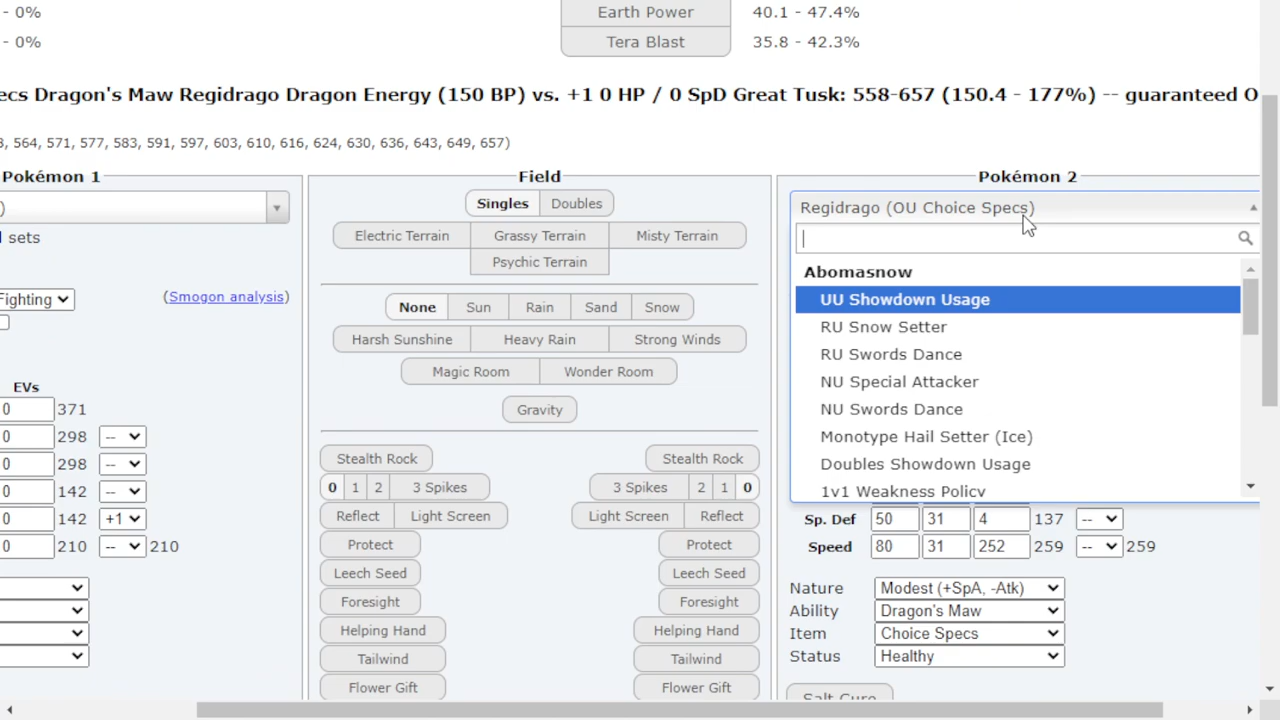 - 0%
Earth Power 40.1 - 47.4%
- 0%
Tera Blast 35.8 - 42.3%
ecs Dragon's Maw Regidrago Dragon Energy (150 BP) vs. +1 0 HP / 0 SpD Great Tusk: 558-657 (150.4 - 177%) -- guaranteed O
564, 571, 577, 583, 591, 597, 603, 610, 616, 624, 630, 636, 643, 649, 657)
Pokémon 1
)
sets
Fighting
(Smogon analysis)
EVs
0 371
0 298 --
0 298 --
0 142 --
0 142 +1
0 210 -- 210
Field
Singles Doubles
Electric Terrain Grassy Terrain Misty Terrain
Psychic Terrain
None Sun Rain Sand Snow
Harsh Sunshine Heavy Rain Strong Winds
Magic Room Wonder Room
Gravity
Stealth Rock Stealth Rock
0 1 2 3 Spikes 3 Spikes 2 1 0
Reflect Light Screen Light Screen Reflect
Protect Protect
Leech Seed Leech Seed
Foresight Foresight
Helping Hand Helping Hand
Tailwind Tailwind
Flower Gift Flower Gift
Pokémon 2
Regidrago (OU Choice Specs)
Abomasnow
UU Showdown Usage
RU Snow Setter
RU Swords Dance
NU Special Attacker
NU Swords Dance
Monotype Hail Setter (Ice)
Doubles Showdown Usage
1v1 Weakness Policy
Sp. Def 50 31 4 137 --
Speed 80 31 252 259 -- 259
Nature Modest (+SpA, -Atk)
Ability Dragon's Maw
Item Choice Specs
Status Healthy
Salt Cure